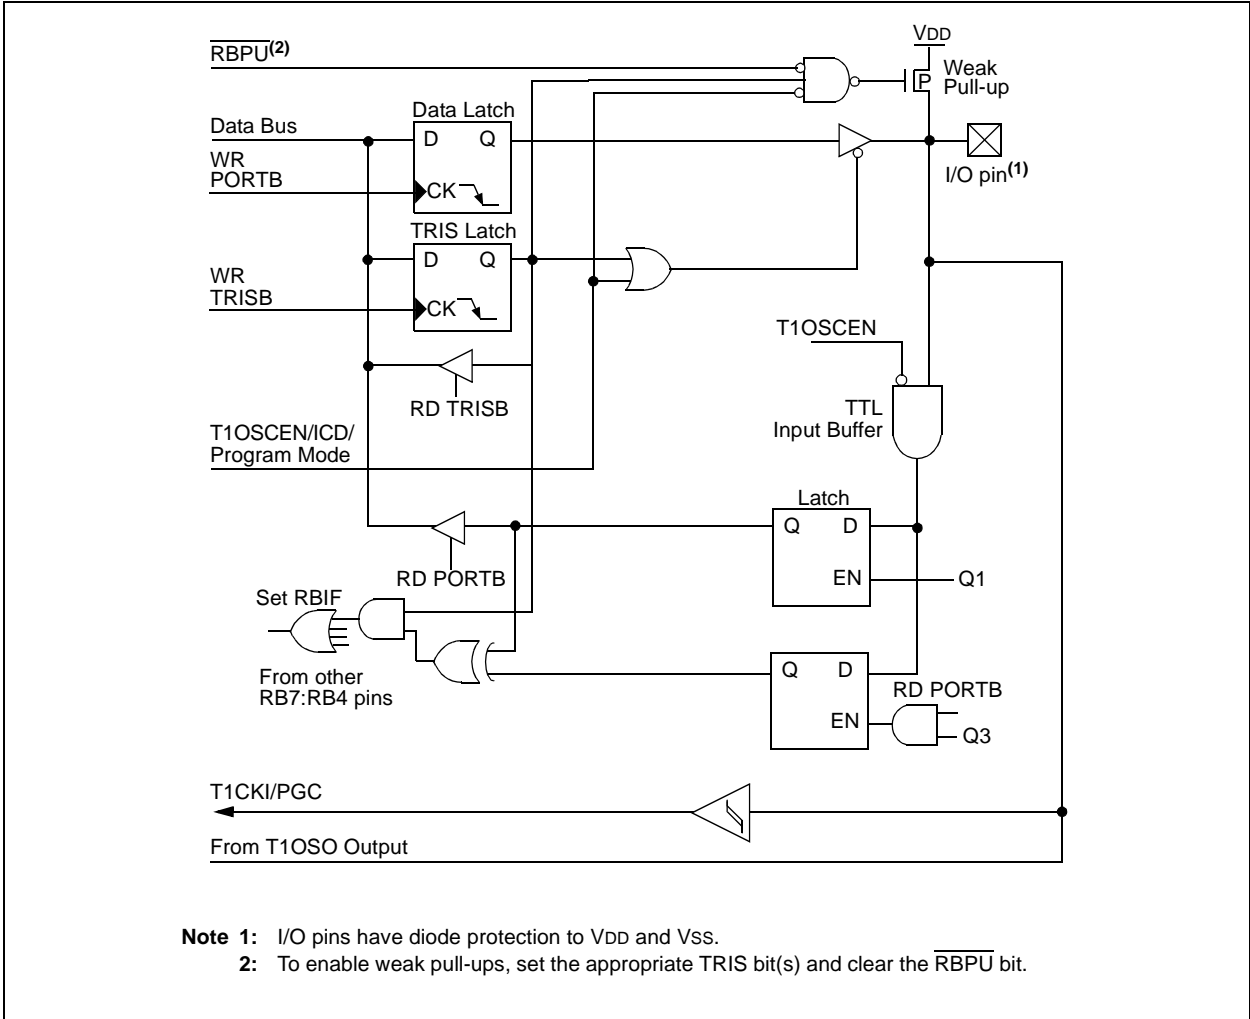 RBPU(2)
VDD
Weak
Pull-up
P
Data Latch
Data Bus
D Q
WR
PORTB
CK
I/O pin(1)
TRIS Latch
D Q
WR
TRISB
CK
T1OSCEN
RD TRISB
TTL
Input Buffer
T1OSCEN/ICD/
Program Mode
Latch
Q D
EN
Q1
RD PORTB
Set RBIF
From other
RB7:RB4 pins
Q D
RD PORTB
EN
Q3
T1CKI/PGC
From T1OSO Output
Note 1: I/O pins have diode protection to VDD and VSS.
2: To enable weak pull-ups, set the appropriate TRIS bit(s) and clear the RBPU bit.